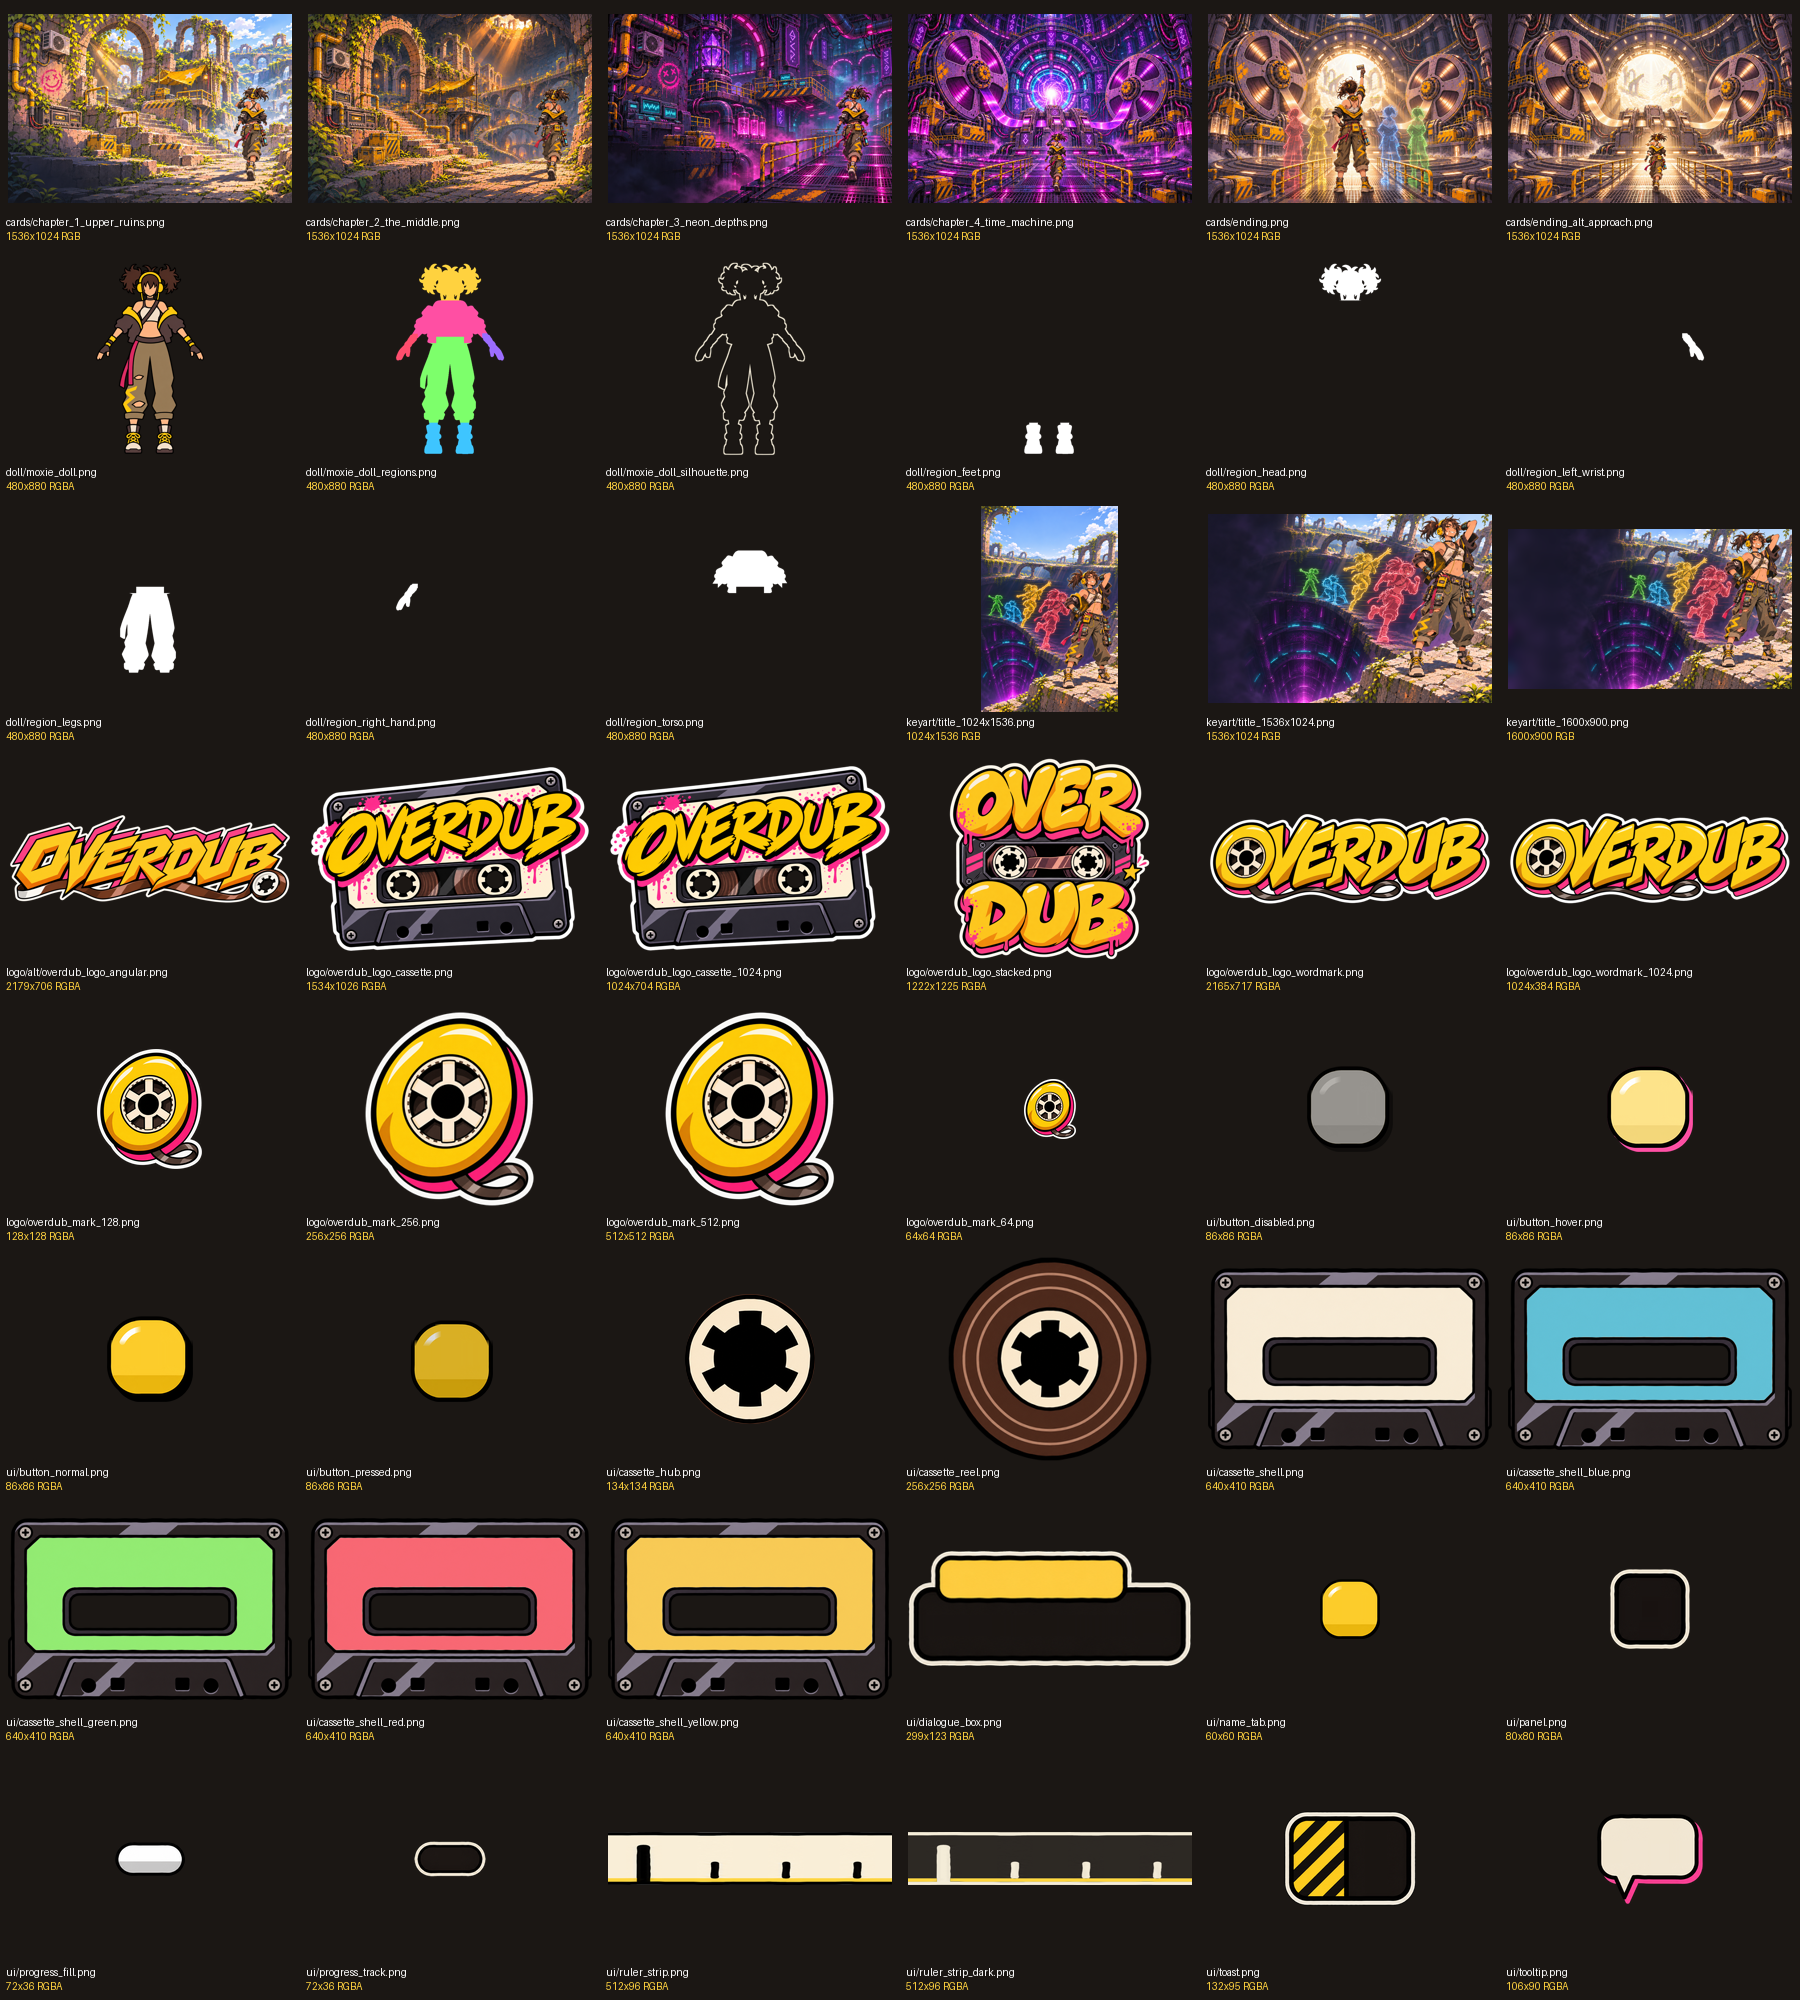 cards/chapter_1_upper_ruins.png
1536x1024 RGB
cards/chapter_2_the_middle.png
1536x1024 RGB
cards/chapter_3_neon_depths.png
1536x1024 RGB
cards/chapter_4_time_machine.png
1536x1024 RGB
cards/ending.png
1536x1024 RGB
cards/ending_alt_approach.png
1536x1024 RGB
doll/moxie_doll.png
480x880 RGBA
doll/moxie_doll_regions.png
480x880 RGBA
doll/moxie_doll_silhouette.png
480x880 RGBA
doll/region_feet.png
480x880 RGBA
doll/region_head.png
480x880 RGBA
doll/region_left_wrist.png
480x880 RGBA
doll/region_legs.png
480x880 RGBA
doll/region_right_hand.png
480x880 RGBA
doll/region_torso.png
480x880 RGBA
keyart/title_1024x1536.png
1024x1536 RGB
keyart/title_1536x1024.png
1536x1024 RGB
keyart/title_1600x900.png
1600x900 RGB
OVERDUB
logo/alt/overdub_logo_angular.png
2179x706 RGBA
OVERDUB
logo/overdub_logo_cassette.png
1534x1026 RGBA
OVERDUB
logo/overdub_logo_cassette_1024.png
1024x704 RGBA
OVER
DUB
logo/overdub_logo_stacked.png
1222x1225 RGBA
OVERDUB
logo/overdub_logo_wordmark.png
2165x717 RGBA
OVERDUB
logo/overdub_logo_wordmark_1024.png
1024x384 RGBA
logo/overdub_mark_128.png
128x128 RGBA
logo/overdub_mark_256.png
256x256 RGBA
logo/overdub_mark_512.png
512x512 RGBA
logo/overdub_mark_64.png
64x64 RGBA
ui/button_disabled.png
86x86 RGBA
ui/button_hover.png
86x86 RGBA
ui/button_normal.png
86x86 RGBA
ui/button_pressed.png
86x86 RGBA
ui/cassette_hub.png
134x134 RGBA
ui/cassette_reel.png
256x256 RGBA
ui/cassette_shell.png
640x410 RGBA
ui/cassette_shell_blue.png
640x410 RGBA
ui/cassette_shell_green.png
640x410 RGBA
ui/cassette_shell_red.png
640x410 RGBA
ui/cassette_shell_yellow.png
640x410 RGBA
ui/dialogue_box.png
299x123 RGBA
ui/name_tab.png
60x60 RGBA
ui/panel.png
80x80 RGBA
ui/progress_fill.png
72x36 RGBA
ui/progress_track.png
72x36 RGBA
ui/ruler_strip.png
512x96 RGBA
ui/ruler_strip_dark.png
512x96 RGBA
ui/toast.png
132x95 RGBA
ui/tooltip.png
106x90 RGBA